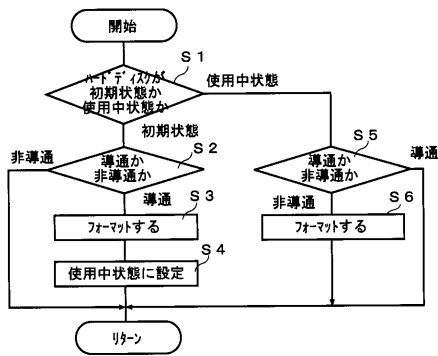 開始
S1
ﾊｰﾄﾞﾃﾞｨｽｸが
初期状態か
使用中状態か
使用中状態
初期状態
非導通
S2
導通か
非導通か
導通
S3
ﾌｫｰﾏｯﾄする
S4
使用中状態に設定
S5
導通か
非導通か
導通
非導通
S6
ﾌｫｰﾏｯﾄする
ﾘﾀｰﾝ